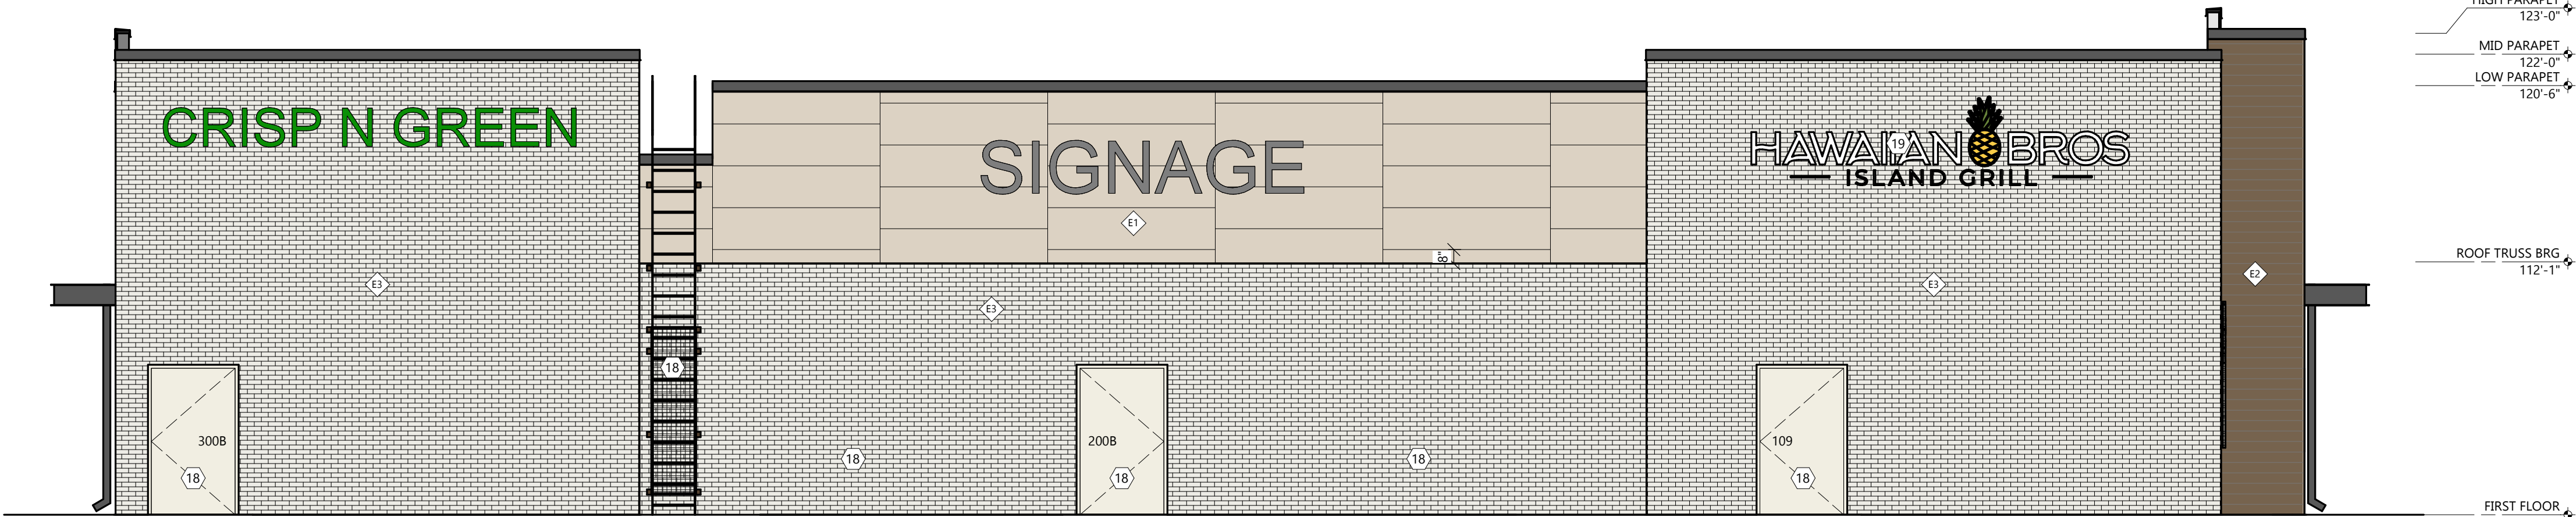 HIGH PARAPET
123'-0"
MID PARAPET
122'-0"
LOW PARAPET
120'-6"
CRISP N GREEN
SIGNAGE
HAWAIIAN BROS
19
ISLAND GRILL
E1
8"
ROOF TRUSS BRG
112'-1"
E3
E3
E3
E2
18
300B
200B
109
18
18
18
18
18
FIRST FLOOR